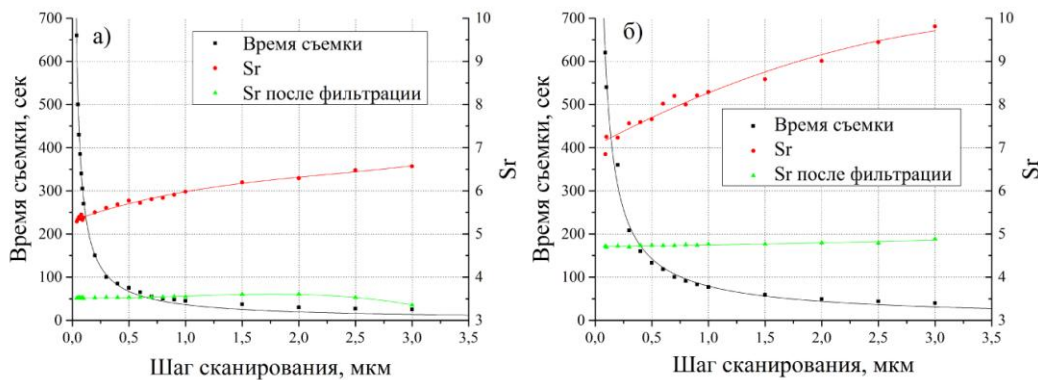 а)
700
600
500
400
300
200
100
0
Время съемки, сек
Время съемки
Sr
Sr после фильтрации
10
9
8
7
6
5
4
3
Sr
0,0 0,5 1,0 1,5 2,0 2,5 3,0 3,5
Шаг сканирования, мкм
б)
700
600
500
400
300
200
100
0
Время съемки, сек
Время съемки
Sr
Sr после фильтрации
10
9
8
7
6
5
4
3
Sr
0,0 0,5 1,0 1,5 2,0 2,5 3,0 3,5
Шаг сканирования, мкм